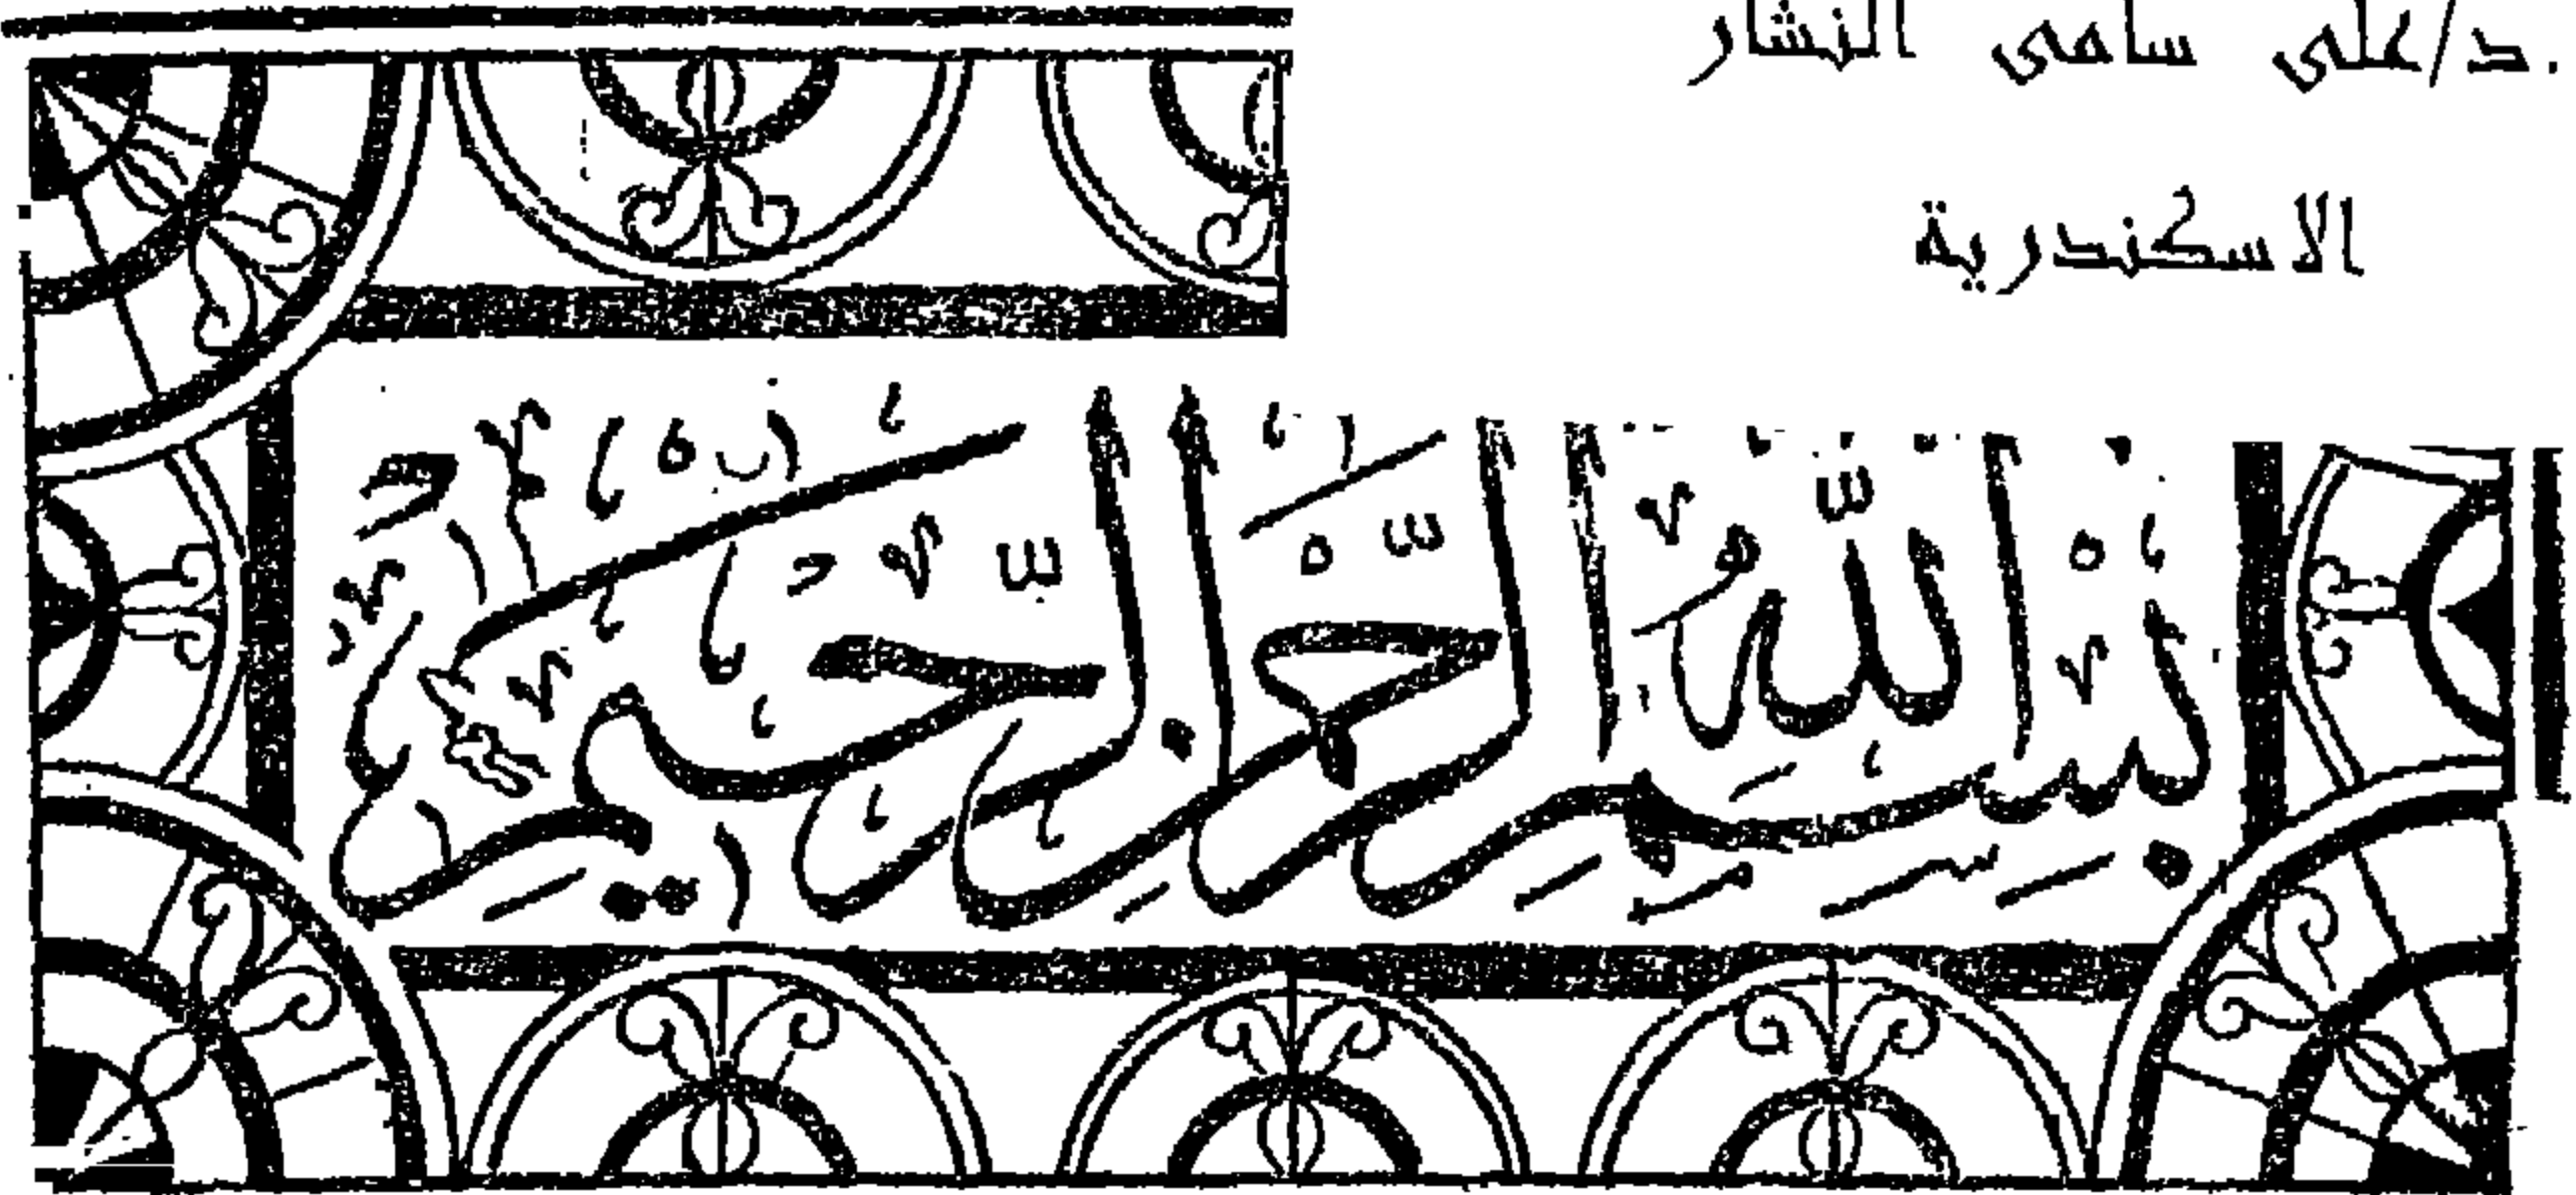 د/على سامى النشار.
الاسكندرية
بسم الله الرحمن الرحيم